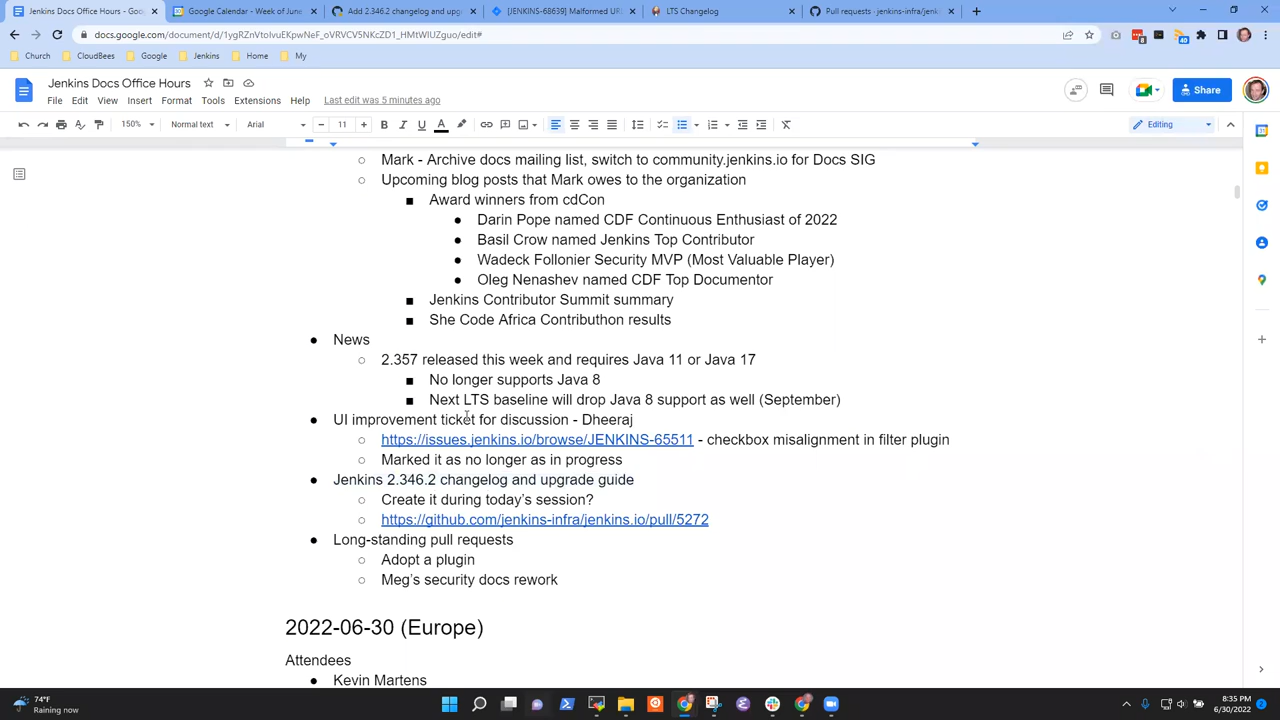 Jenkins Docs Office Hours - G
Google Calendar - Week of June
Add 2.346.2 changelog and upg
[JENKINS-68639] Malformed UR
LTS Changelog
Pull requests · jenkins-infra/jenk
docs.google.com/document/d/1ygRZnVtoIvuEKpwNeF_oVRVCV5NKcZD1_HMtWIUZguo/edit#
Church CloudBees Google Jenkins Home My
Jenkins Docs Office Hours
File Edit View Insert Format Tools Extensions Help Last edit was 5 minutes ago
Share
150% Normal text Arial 11 Editing
Mark - Archive docs mailing list, switch to community.jenkins.io for Docs SIG
Upcoming blog posts that Mark owes to the organization
Award winners from cdCon
Darin Pope named CDF Continuous Enthusiast of 2022
Basil Crow named Jenkins Top Contributor
Wadeck Follonier Security MVP (Most Valuable Player)
Oleg Nenashev named CDF Top Documentor
Jenkins Contributor Summit summary
She Code Africa Contributhon results
News
2.357 released this week and requires Java 11 or Java 17
No longer supports Java 8
Next LTS baseline will drop Java 8 support as well (September)
UI improvement ticket for discussion - Dheeraj
https://issues.jenkins.io/browse/JENKINS-65511 - checkbox misalignment in filter plugin
Marked it as no longer as in progress
Jenkins 2.346.2 changelog and upgrade guide
Create it during today's session?
https://github.com/jenkins-infra/jenkins.io/pull/5272
Long-standing pull requests
Adopt a plugin
Meg's security docs rework
2022-06-30 (Europe)
Attendees
Kevin Martens
74°F
Raining now
8:35 PM
6/30/2022